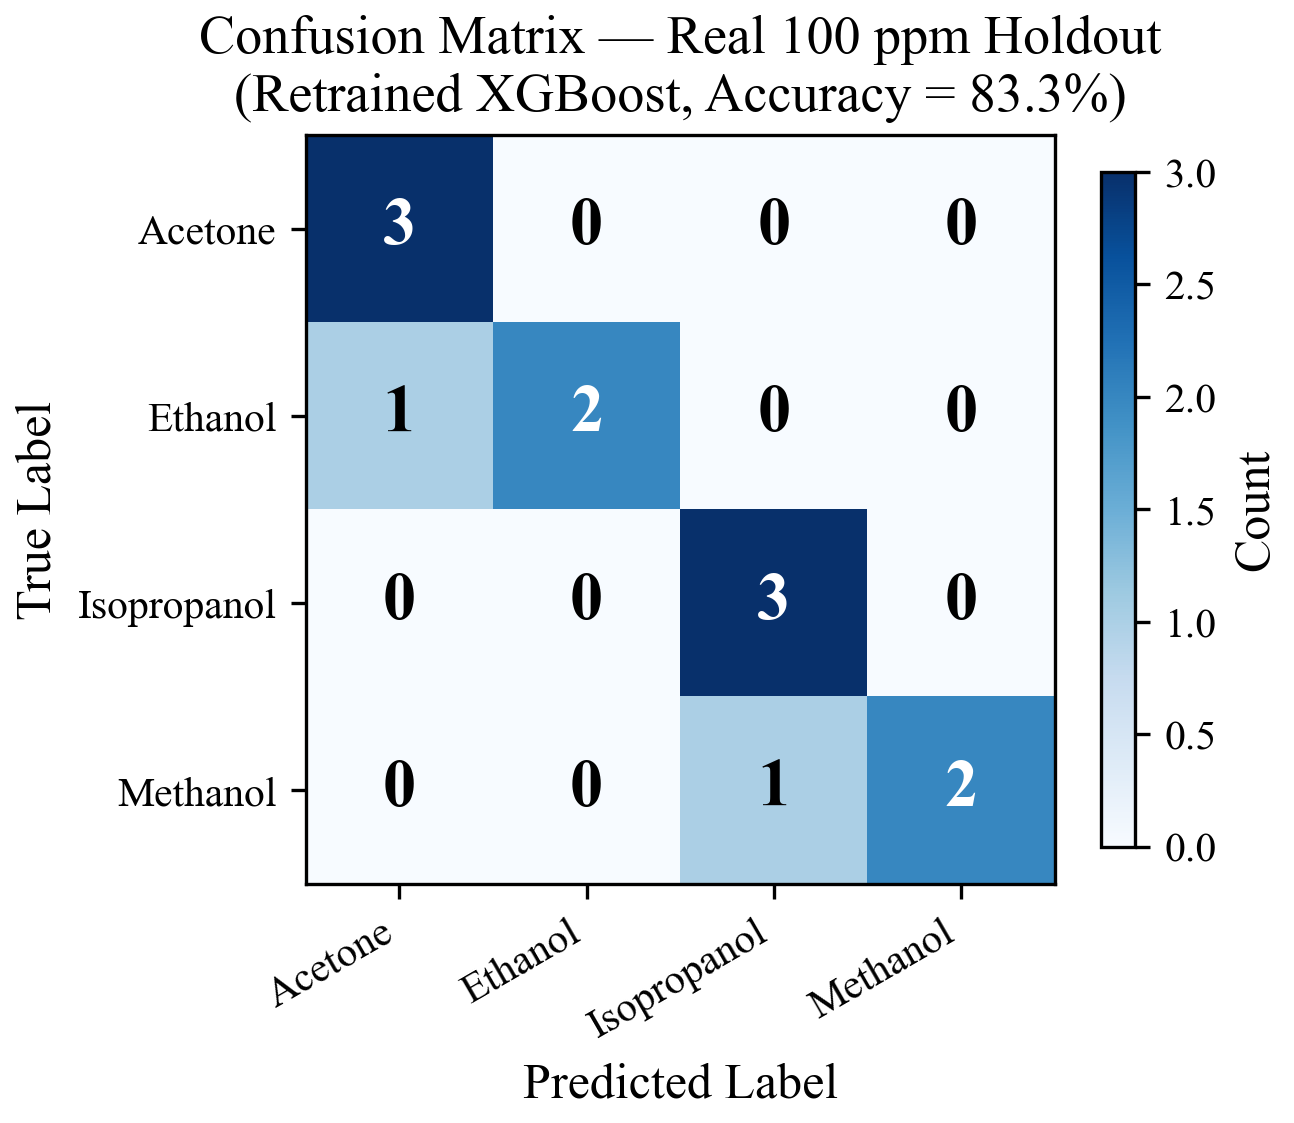 Confusion Matrix — Real 100 ppm Holdout
(Retrained XGBoost, Accuracy = 83.3%)
True Label
Acetone
3 0 0 0
Ethanol
1 2 0 0
Isopropanol
0 0 3 0
Methanol
0 0 1 2
Acetone
Ethanol
Isopropanol
Methanol
Predicted Label
3.0
2.5
2.0
1.5
1.0
0.5
0.0
Count